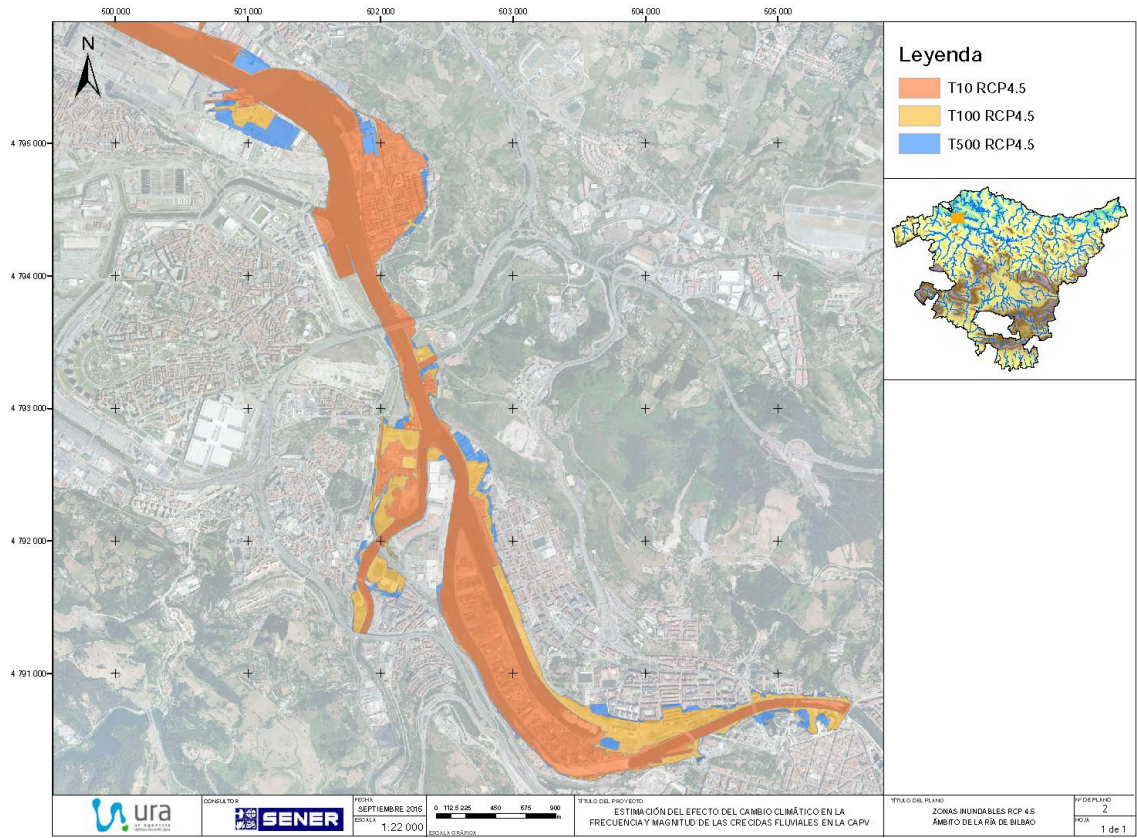 500 000 501 000 502 000 503 000 504 000 505 000
N
4 795 000
4 794 000
4 793 000
4 792 000
4 791 000
Leyenda
T10 RCP4.5
T100 RCP4.5
T500 RCP4.5
ura
CONSULTOR
SENER
FECHA
SEPTIEMBRE 2016
ESCALA
1:22 000
0 112.5 225 450 675 900
m
ESCALA GRÁFICA
TÍTULO DEL PROYECTO
ESTIMACIÓN DEL EFECTO DEL CAMBIO CLIMÁTICO EN LA
FRECUENCIA Y MAGNITUD DE LAS CRECIDAS FLUVIALES EN LA CAPV
TÍTULO DEL PLANO
ZONAS INUNDABLES RCP 4.5
ÁMBITO DE LA RÍA DE BILBAO
Nº DE PLANO
2
HOJA
1 de 1